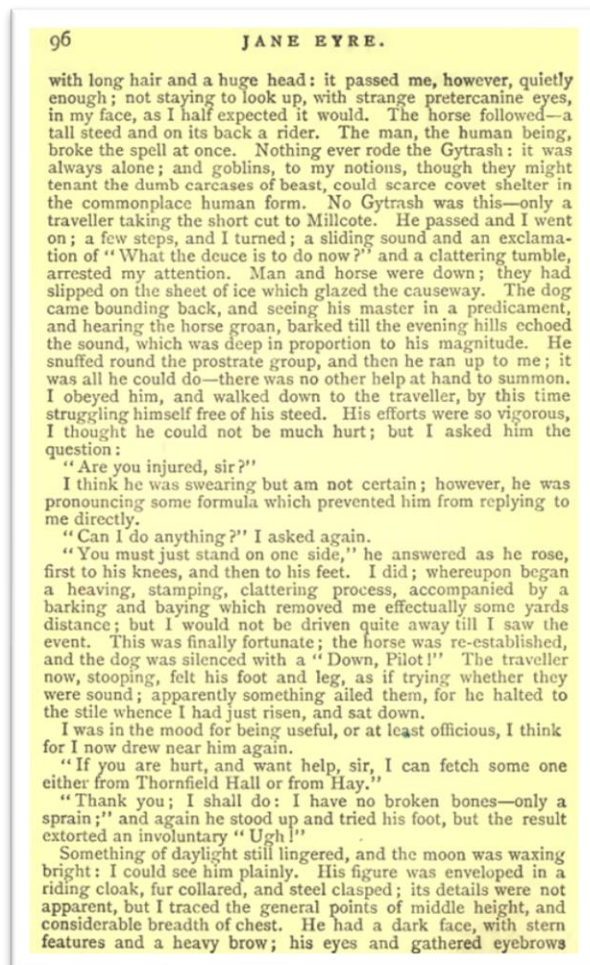 96 JANE EYRE.
with long hair and a huge head: it passed me, however, quietly
enough; not staying to look up, with strange pretercanine eyes,
in my face, as I half expected it would. The horse followed—a
tall steed and on its back a rider. The man, the human being,
broke the spell at once. Nothing ever rode the Gytrash: it was
always alone; and goblins, to my notions, though they might
tenant the dumb carcases of beast, could scarce covet shelter in
the commonplace human form. No Gytrash was this—only a
traveller taking the short cut to Millcote. He passed and I went
on; a few steps, and I turned; a sliding sound and an exclama-
tion of "What the deuce is to do now?" and a clattering tumble,
arrested my attention. Man and horse were down; they had
slipped on the sheet of ice which glazed the causeway. The dog
came bounding back, and seeing his master in a predicament,
and hearing the horse groan, barked till the evening hills echoed
the sound, which was deep in proportion to his magnitude. He
snuffed round the prostrate group, and then he ran up to me; it
was all he could do—there was no other help at hand to summon.
I obeyed him, and walked down to the traveller, by this time
struggling himself free of his steed. His efforts were so vigorous,
I thought he could not be much hurt; but I asked him the
question:
"Are you injured, sir?"
I think he was swearing but am not certain; however, he was
pronouncing some formula which prevented him from replying to
me directly.
"Can I do anything?" I asked again.
"You must just stand on one side," he answered as he rose,
first to his knees, and then to his feet. I did; whereupon began
a heaving, stamping, clattering process, accompanied by a
barking and baying which removed me effectually some yards
distance; but I would not be driven quite away till I saw the
event. This was finally fortunate; the horse was re-established,
and the dog was silenced with a "Down, Pilot!" The traveller
now, stooping, felt his foot and leg, as if trying whether they
were sound; apparently something ailed them, for he halted to
the stile whence I had just risen, and sat down.
I was in the mood for being useful, or at least officious, I think
for I now drew near him again.
"If you are hurt, and want help, sir, I can fetch some one
either from Thornfield Hall or from Hay."
"Thank you; I shall do: I have no broken bones—only a
sprain;" and again he stood up and tried his foot, but the result
extorted an involuntary "Ugh!"
Something of daylight still lingered, and the moon was waxing
bright: I could see him plainly. His figure was enveloped in a
riding cloak, fur collared, and steel clasped; its details were not
apparent, but I traced the general points of middle height, and
considerable breadth of chest. He had a dark face, with stern
features and a heavy brow; his eyes and gathered eyebrows